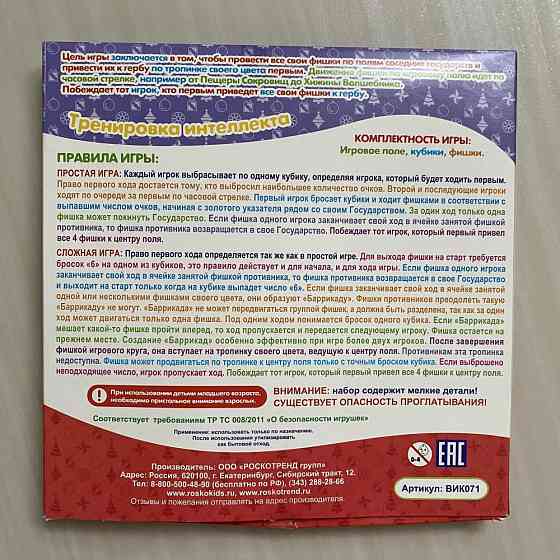 Цель игры заключается в том, чтобы провести все свои фишки по полям соседние государств и
привести их к гербу по тропинке своего цвета первым. Движение фишки по игровому полю идет по
часовой стрелке, например от Пещеры Сокровищ до Хижины Волшебника.
Побеждает тот игрок, кто первым приведет все свои фишки к гербу.
Тренировка интеллекта
КОМПЛЕКТНОСТЬ ИГРЫ:
Игровое поле, кубики, фишки.
ПРАВИЛА ИГРЫ:
ПРОСТАЯ ИГРА: Каждый игрок выбрасывает по одному кубику, определяя игрока, который будет ходить первым.
Право первого хода достается тому, кто выбросил наибольшее количество очков. Второй и последующие игроки
ходят по очереди за первым по часовой стрелке. Первый игрок бросает кубики и ходит фишками в соответствии с
выпавшим числом очков, начиная с золотого указателя рядом со своим Государством. За один ход только одна
фишка может покинуть Государство. Если фишка одного игрока заканчивает свой ход в ячейке занятой фишкой
противника, то фишка противника возвращается в свое Государство. Побеждает тот игрок, который первый привел
все 4 фишки к центру поля.
СЛОЖНАЯ ИГРА: Право первого хода определяется так же как в простой игре. Для выхода фишки на старт требуется
бросок «6» на одном из кубиков, это правило действует и для начала, и для хода игры. Если фишка одного игрока
заканчивает свой ход в ячейке занятой фишкой противника, то фишка противника возвращается в свое Государство
и выходит на старт только когда на кубике выпадет число «6». Если фишка заканчивает свой ход в ячейке занятой
одной или несколькими фишками своего цвета, они образуют «Баррикаду». Фишки противника преодолеть такую
«Баррикаду» не могут. «Баррикада» не может передвигаться группой фишек, а должна быть разделена, так как за один
ход может двигаться только одна фишка. Под одним ходом понимается бросок одного кубика. Если «Баррикада»
мешает какой-то фишке пройти вперед, то ход пропускается и передается следующему игроку. Фишка остается на
прежнем месте. Создание «Баррикад» особенно эффективно при игре более двух игроков. После завершения
фишкой игрового круга, она вступает на тропинку своего цвета, ведущую к центру поля. Противникам эта тропинка
недоступна. Фишка может продвигаться по тропинке к центру поля только с точным броском кубика. Если выброшено
неподходящее число, игрок пропускает ход. Побеждает тот игрок, который первый привел все 4 фишки к центру поля.
При использовании детьми младшего возраста,
необходимо пристальное внимание взрослых.
ВНИМАНИЕ: набор содержит мелкие детали!
СУЩЕСТВУЕТ ОПАСНОСТЬ ПРОГЛАТЫВАНИЯ!
Соответствует требованиям ТР ТС 008/2011 «О безопасности игрушек»
Применение: использовать только по назначению.
После использования утилизировать
как бытовой отход.
Производитель: ООО «РОСКОТРЕНД групп»
Адрес: Россия, 620100, г. Екатеринбург, Сибирский тракт, 12.
Тел: 8-800-500-48-90 (бесплатно по РФ), (343) 288-28-66
www.roskokids.ru, www.roskotrend.ru
Отзывы и пожелания отправлять на адрес производителя.
0-3
EAC
Артикул: ВИК071